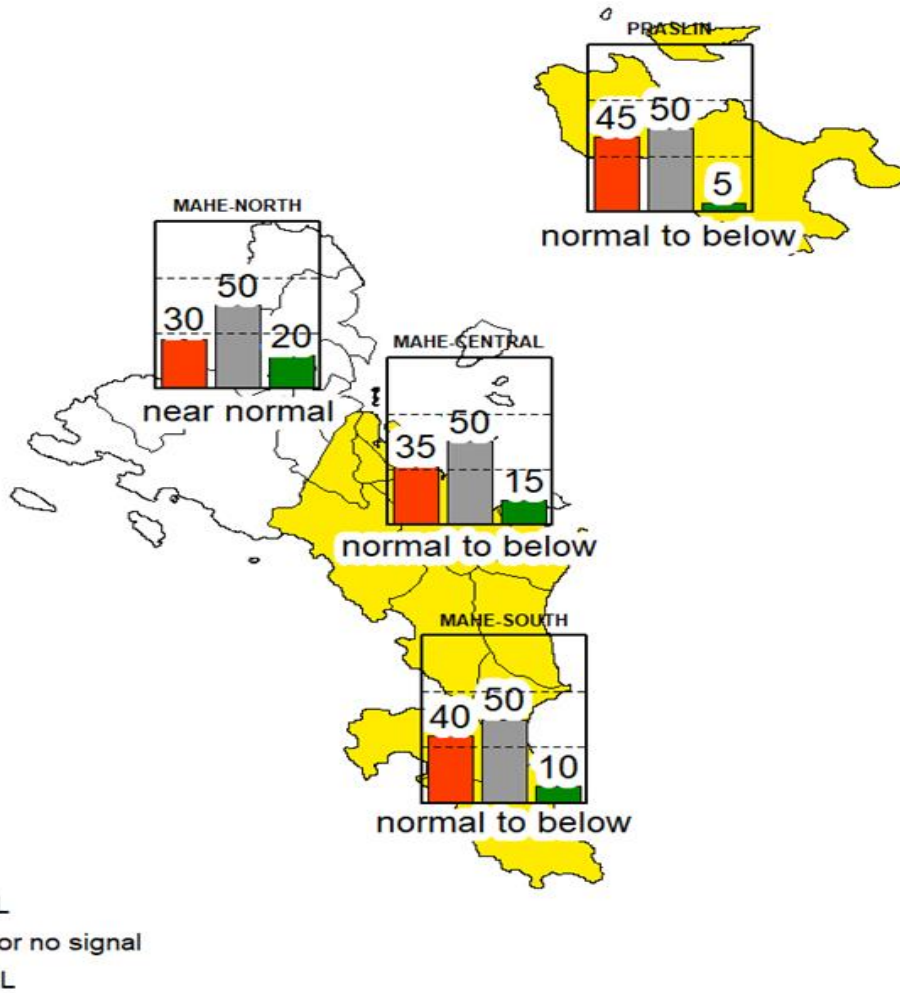 PRASLIN
45
50
5
normal to below
MAHE-NORTH
30
50
20
near normal
MAHE-CENTRAL
35
50
15
normal to below
MAHE-SOUTH
40
50
10
normal to below
L
or no signal
L